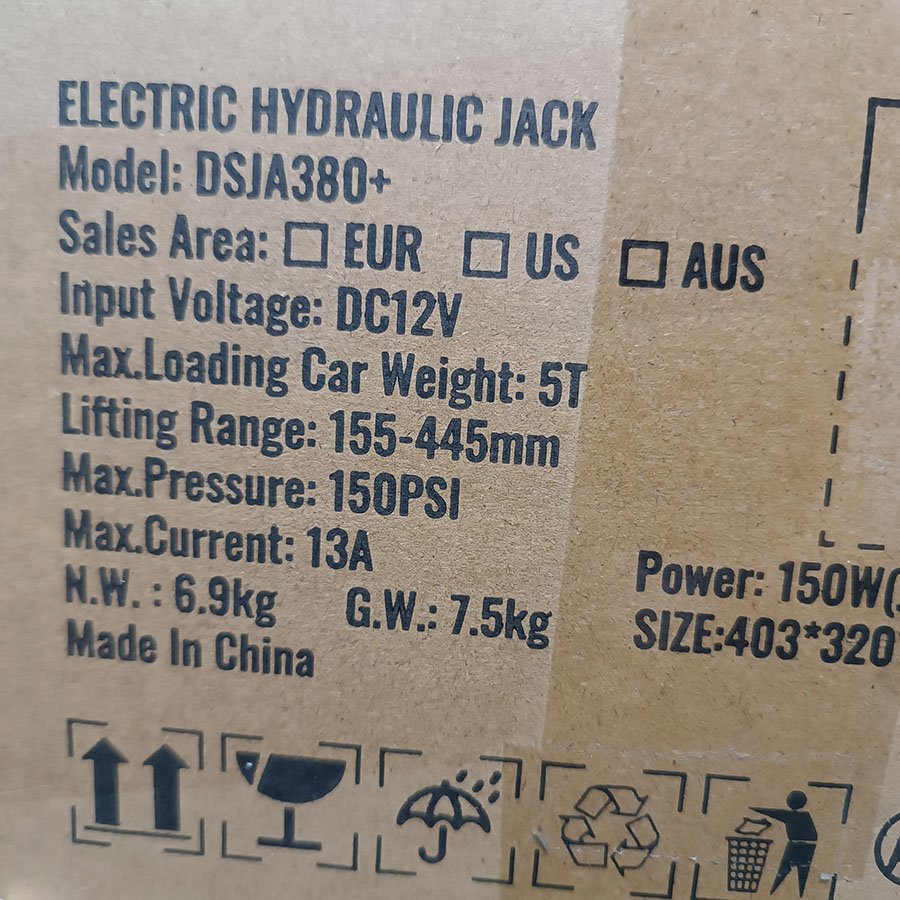 ELECTRIC HYDRAULIC JACK
Model: DSJA380+
Sales Area: □ EUR □ US □ AUS
Input Voltage: DC12V
Max.Loading Car Weight: 5T
Lifting Range: 155-445mm
Max.Pressure: 150PSI
Max.Current: 13A
N.W. : 6.9kg G.W.: 7.5kg
Made In China
Power: 150W(
SIZE:403*320